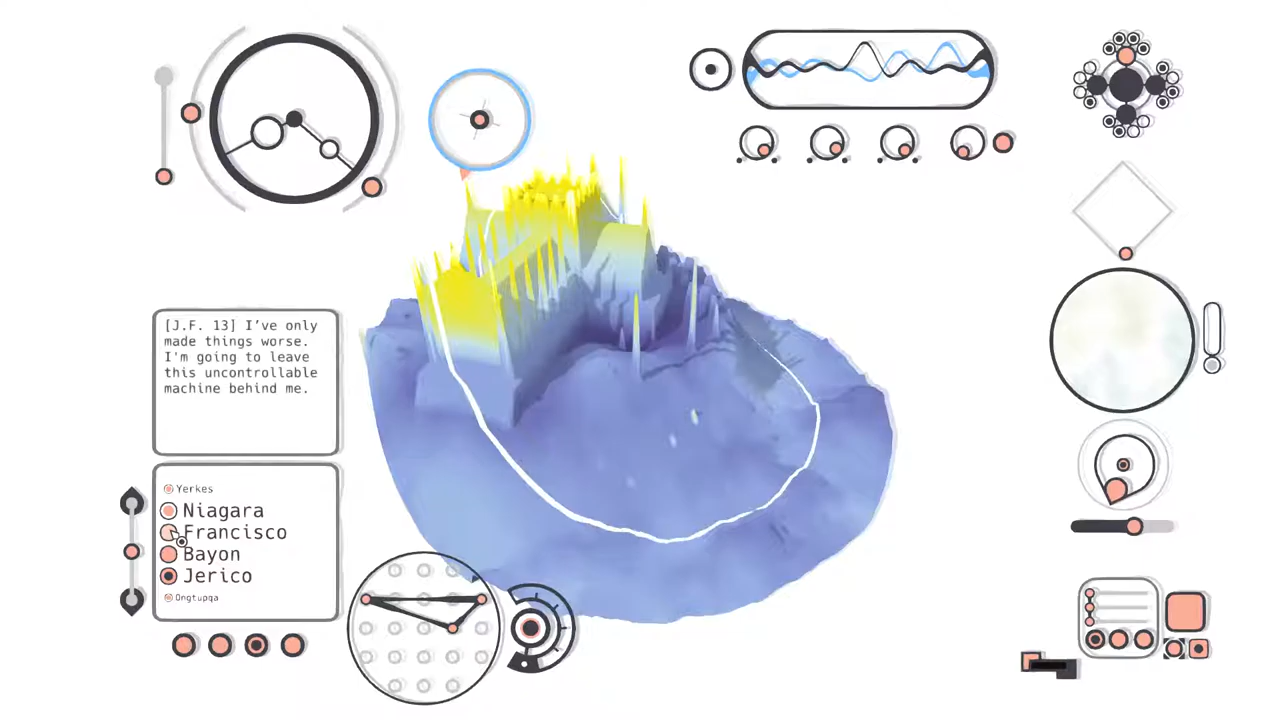 [J.F. 13] I've only
made things worse.
I'm going to leave
this uncontrollable
machine behind me.
Yerkes
Niagara
Francisco
Bayon
Jerico
Ongtupqa